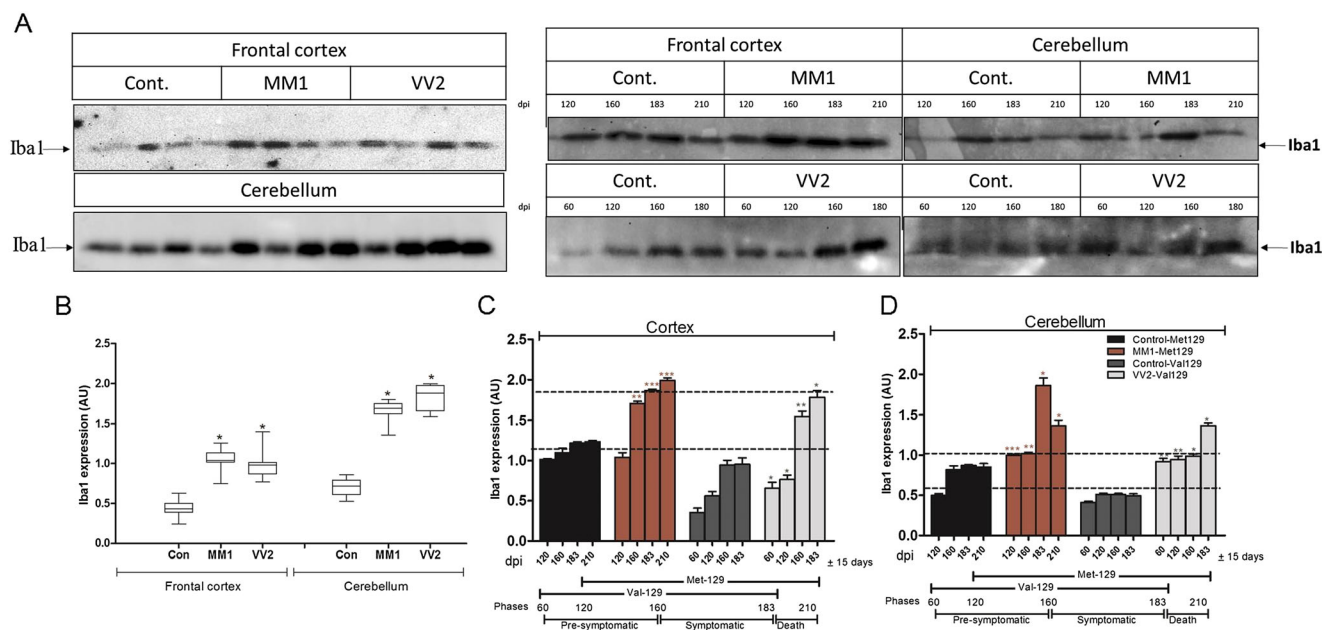 A
Frontal cortex
Cont. MM1 VV2
Iba1
Cerebellum
Iba1
Frontal cortex Cerebellum
Cont. MM1 Cont. MM1
dpi 120 160 183 210 120 160 183 210 120 160 183 210 120 160 183 210
Iba1
Cont. VV2 Cont. VV2
dpi 60 120 160 180 60 120 160 180 60 120 160 180 60 120 160 180
Iba1
B
Iba1 expression (AU)
2.5
2.0
1.5
1.0
0.5
0.0
* * * *
Con MM1 VV2 Con MM1 VV2
Frontal cortex Cerebellum
C
Cortex
Iba1 expression (AU)
2.5
2.0
1.5
1.0
0.5
0.0
** *** *** * * ** *
dpi 120 160 183 210 120 160 183 210 60 120 160 183 60 120 160 183 ± 15 days
Met-129
Val-129
Phases 60 120 160 183 210
Pre-symptomatic Symptomatic Death
D
Cerebellum
Control-Met129
MM1-Met129
Control-Val129
VV2-Val129
Iba1 expression (AU)
2.5
2.0
1.5
1.0
0.5
0.0
*** ** * * ** * *
dpi 120 160 183 210 120 160 183 210 60 120 160 183 60 120 160 183 ± 15 days
Met-129
Val-129
Phases 60 120 160 183 210
Pre-symptomatic Symptomatic Death